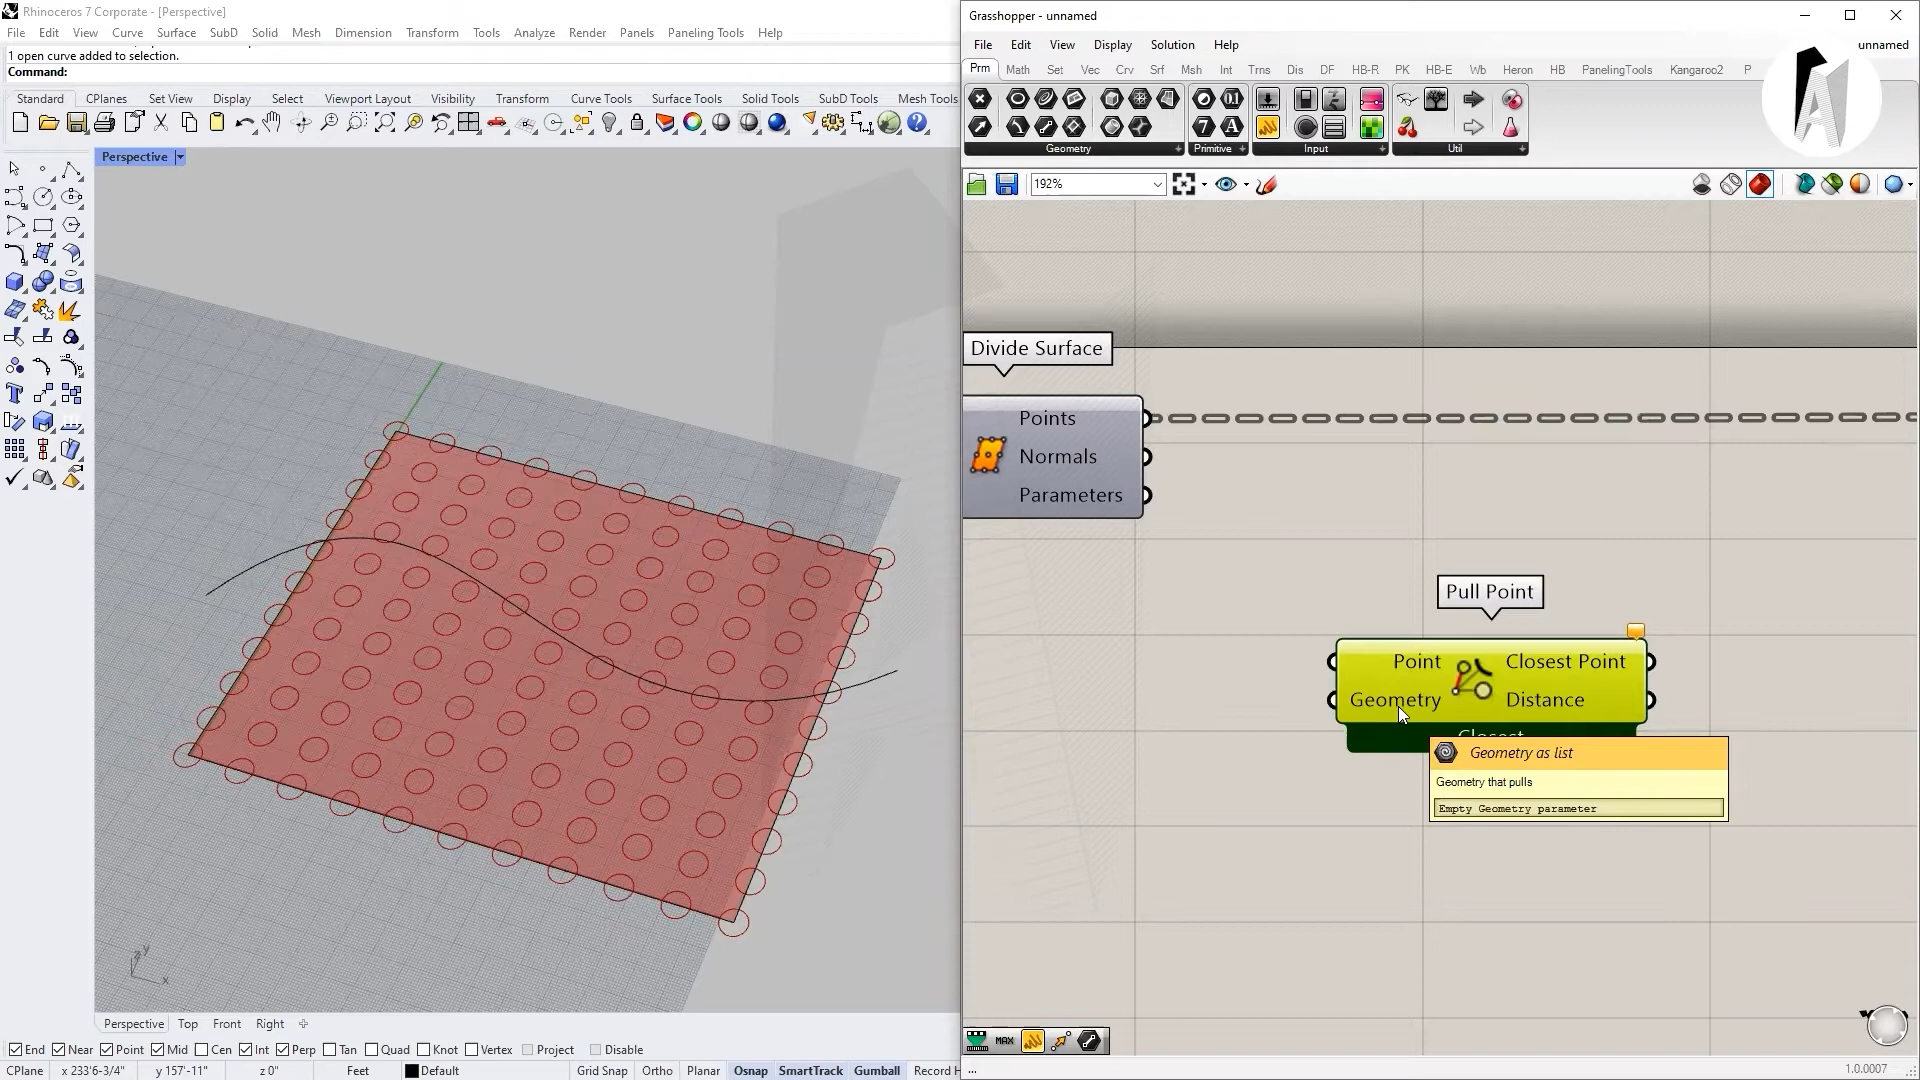 Rhinoceros 7 Corporate - [Perspective]
File Edit View Curve Surface SubD Solid Mesh Dimension Transform Tools Analyze Render Panels Paneling Tools Help
1 open curve added to selection.
Command:
Standard CPlanes Set View Display Select Viewport Layout Visibility Transform Curve Tools Surface Tools Solid Tools SubD Tools Mesh Tools
Perspective
y
x
Perspective Top Front Right
End Near Point Mid Cen Int Perp Tan Quad Knot Vertex Project Disable
CPlane x 233'6-3/4" y 157'-11" z 0" Feet Default Grid Snap Ortho Planar Osnap SmartTrack Gumball Record H
Grasshopper - unnamed
File Edit View Display Solution Help unnamed
Prm Math Set Vec Crv Srf Msh Int Trns Dis DF HB-R PK HB-E Wb Heron HB PanelingTools Kangaroo2 P
Geometry Primitive Input Util
192%
Divide Surface
Points
Normals
Parameters
Pull Point
Point Closest Point
Geometry Distance
Closest
Geometry as list
Geometry that pulls
Empty Geometry parameter
MAX
...
1.0.0007